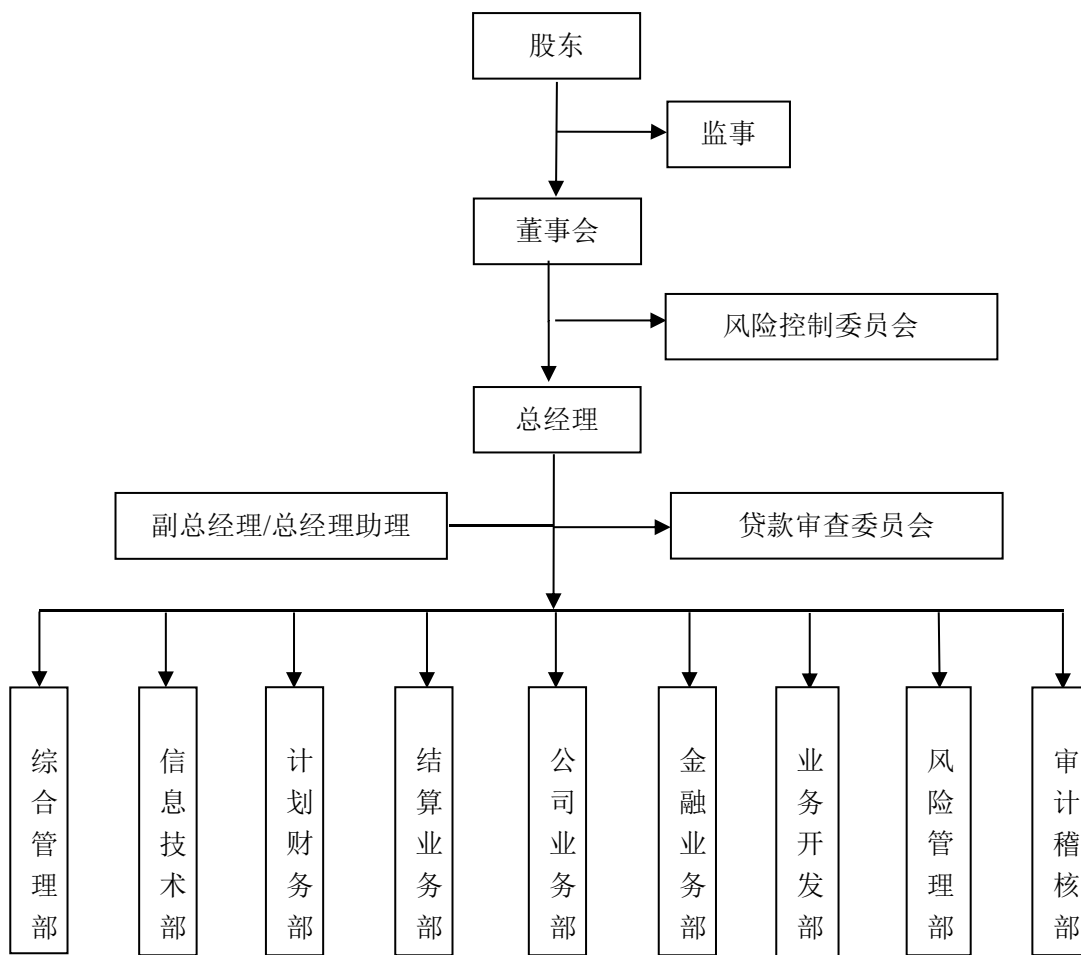 股东
监事
董事会
风险控制委员会
总经理
副总经理/总经理助理
贷款审查委员会
综合管理部
信息技术部
计划财务部
结算业务部
公司业务部
金融业务部
业务开发部
风险管理部
审计稽核部